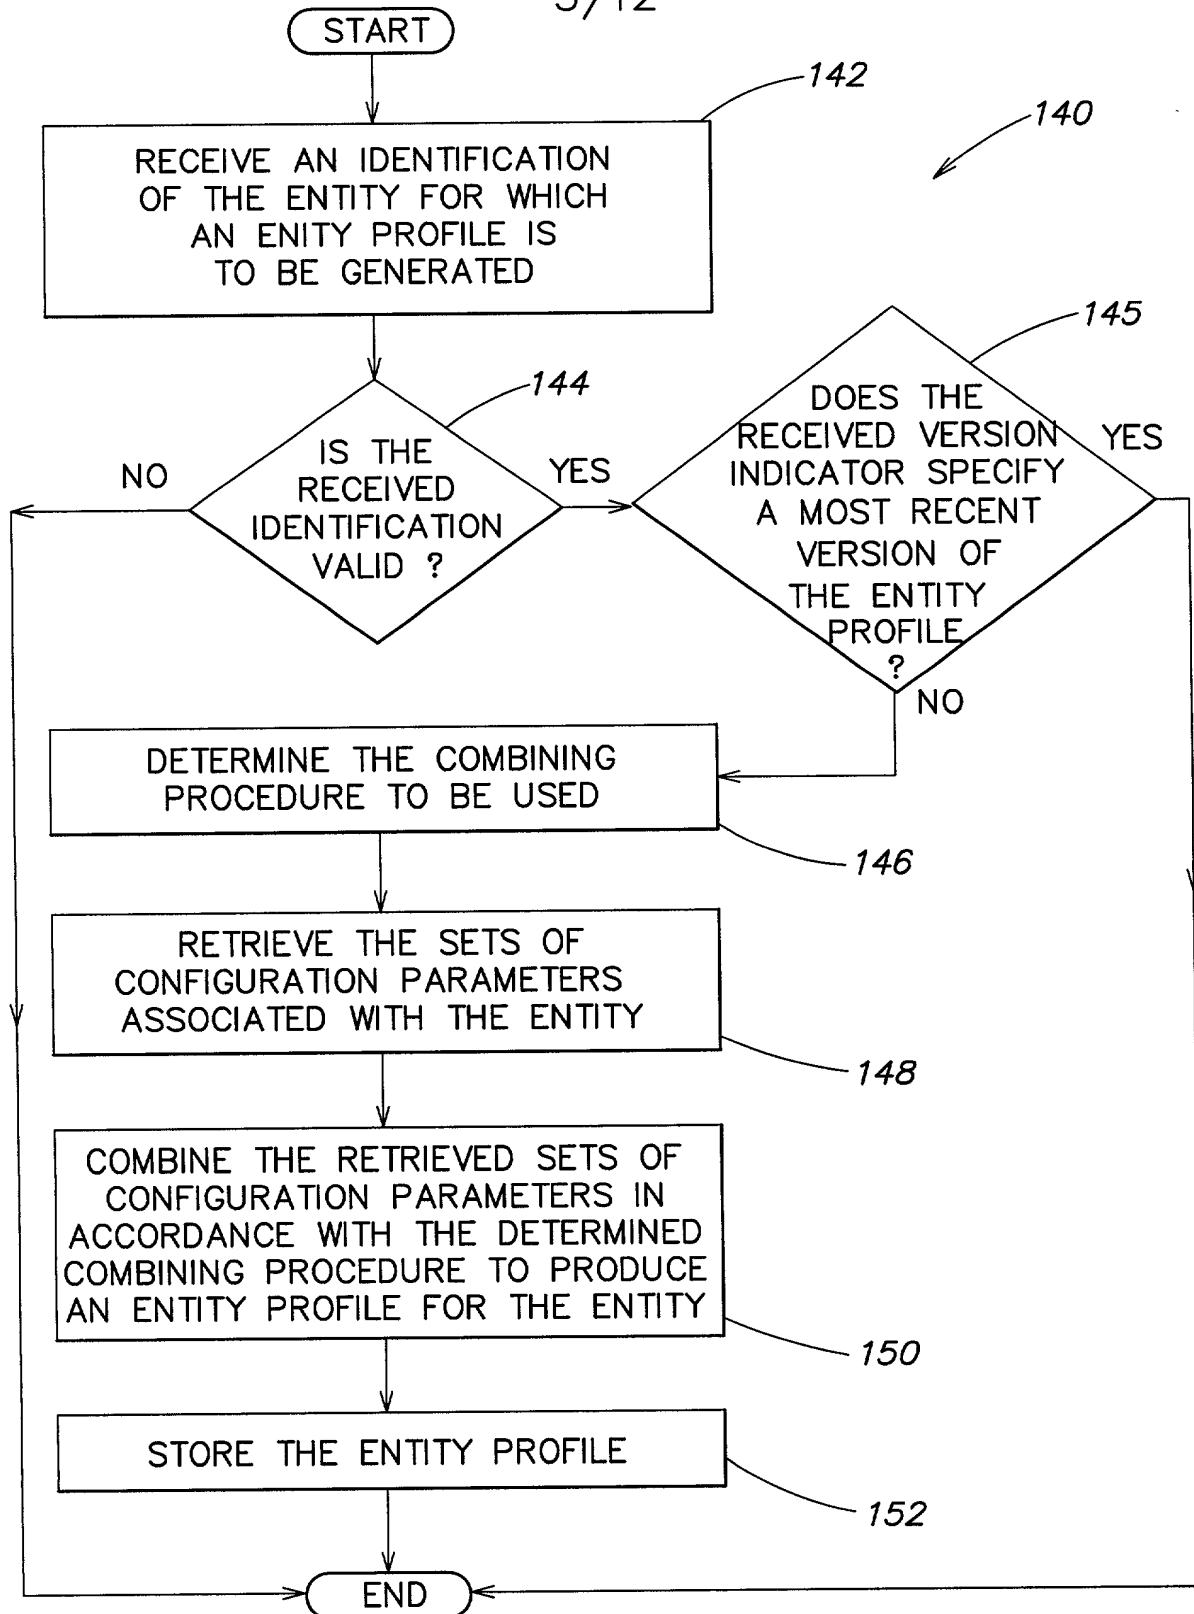 START
142
140
RECEIVE AN IDENTIFICATION
OF THE ENTITY FOR WHICH
AN ENITY PROFILE IS
TO BE GENERATED
144
145
NO
IS THE
RECEIVED
IDENTIFICATION
VALID ?
YES
DOES THE
RECEIVED VERSION
INDICATOR SPECIFY
A MOST RECENT
VERSION OF
THE ENTITY
PROFILE
?
YES
NO
DETERMINE THE COMBINING
PROCEDURE TO BE USED
146
RETRIEVE THE SETS OF
CONFIGURATION PARAMETERS
ASSOCIATED WITH THE ENTITY
148
COMBINE THE RETRIEVED SETS OF
CONFIGURATION PARAMETERS IN
ACCORDANCE WITH THE DETERMINED
COMBINING PROCEDURE TO PRODUCE
AN ENTITY PROFILE FOR THE ENTITY
150
STORE THE ENTITY PROFILE
152
END